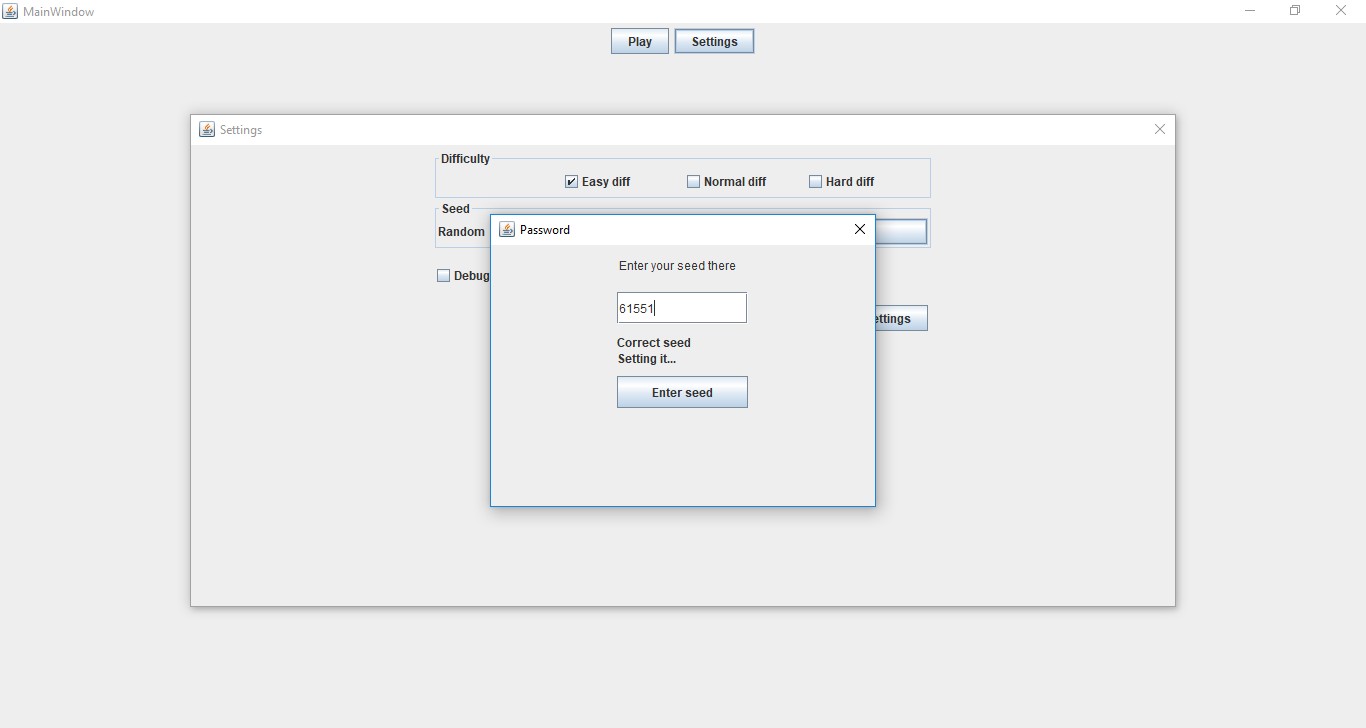 MainWindow
Play Settings
Settings
Difficulty
Easy diff Normal diff Hard diff
Seed
Random
Password
Enter your seed there
Debug
61551
ettings
Correct seed
Setting it...
Enter seed